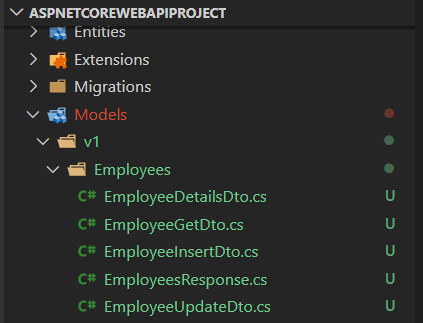 ASPNETCOREWEBAPIPROJECT
Entities
Extensions
Migrations
Models
v1
Employees
C# EmployeeDetailsDto.cs U
C# EmployeeGetDto.cs U
C# EmployeeInsertDto.cs U
C# EmployeesResponse.cs U
C# EmployeeUpdateDto.cs U